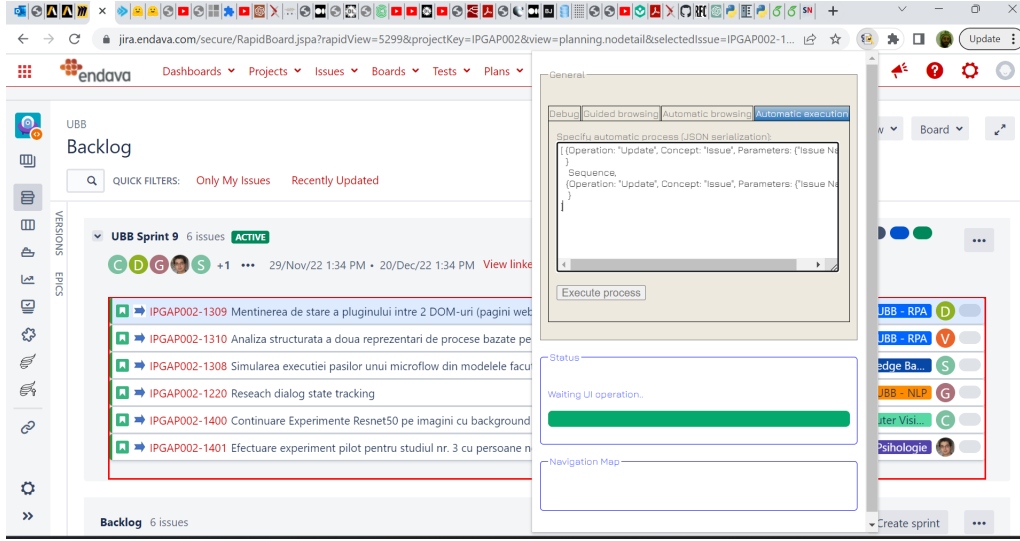 Update
jira.endava.com/secure/RapidBoard.jspa?rapidView=5299&projectKey=IPGAP002&view=planning.nodetail&selectedIssue=IPGAP002-1...
endava
Dashboards
Projects
Issues
Boards
Tests
Plans
UBB
Backlog
Board
QUICK FILTERS:
Only My Issues
Recently Updated
VERSIONS
EPICS
UBB Sprint 9 6 issues ACTIVE
C D G S +1 ••• 29/Nov/22 1:34 PM • 20/Dec/22 1:34 PM View linke
IPGAP002-1309 Mentinerea de stare a pluginului intre 2 DOM-uri (pagini web
UBB - RPA D
IPGAP002-1310 Analiza structurata a doua reprezentari de procese bazate pe
UBB - RPA V
IPGAP002-1308 Simularea executiei pasilor unui microflow din modelele facut
edge Ba... S
IPGAP002-1220 Reseach dialog state tracking
UBB - NLP G
IPGAP002-1400 Continuare Experimente Resnet50 pe imagini cu background
uter Visi... C
IPGAP002-1401 Efectuare experiment pilot pentru studiul nr. 3 cu persoane n
Psihologie
Backlog 6 issues
Create sprint
General
Debug Guided browsing Automatic browsing Automatic execution
Specify automatic process (JSON serialization):
[ {Operation: "Update", Concept: "Issue", Parameters: {"Issue Na
}
Sequence,
{Operation: "Update", Concept: "Issue", Parameters: {"Issue Na
}
]
Execute process
Status
Waiting UI operation..
Navigation Map